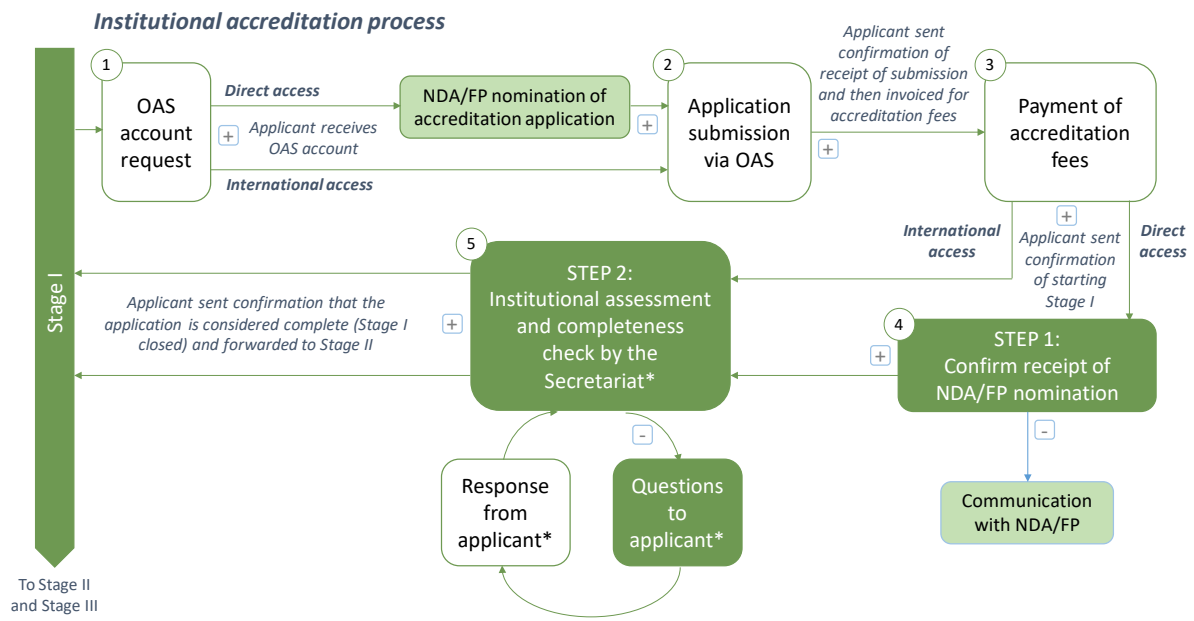 Institutional accreditation process
Stage I
To Stage II
and Stage III
1
OAS
account
request
Direct access
+
Applicant receives
OAS account
International access
NDA/FP nomination of
accreditation application
+
2
Application
submission
via OAS
Applicant sent
confirmation of
receipt of submission
and then invoiced for
accreditation fees
+
3
Payment of
accreditation
fees
International
access
+
Applicant sent
confirmation
of starting
Stage I
Direct
access
4
STEP 1:
Confirm receipt of
NDA/FP nomination
+
-
Communication
with NDA/FP
5
STEP 2:
Institutional assessment
and completeness
check by the
Secretariat*
+
Applicant sent confirmation that the
application is considered complete (Stage I
closed) and forwarded to Stage II
-
Questions
to
applicant*
Response
from
applicant*